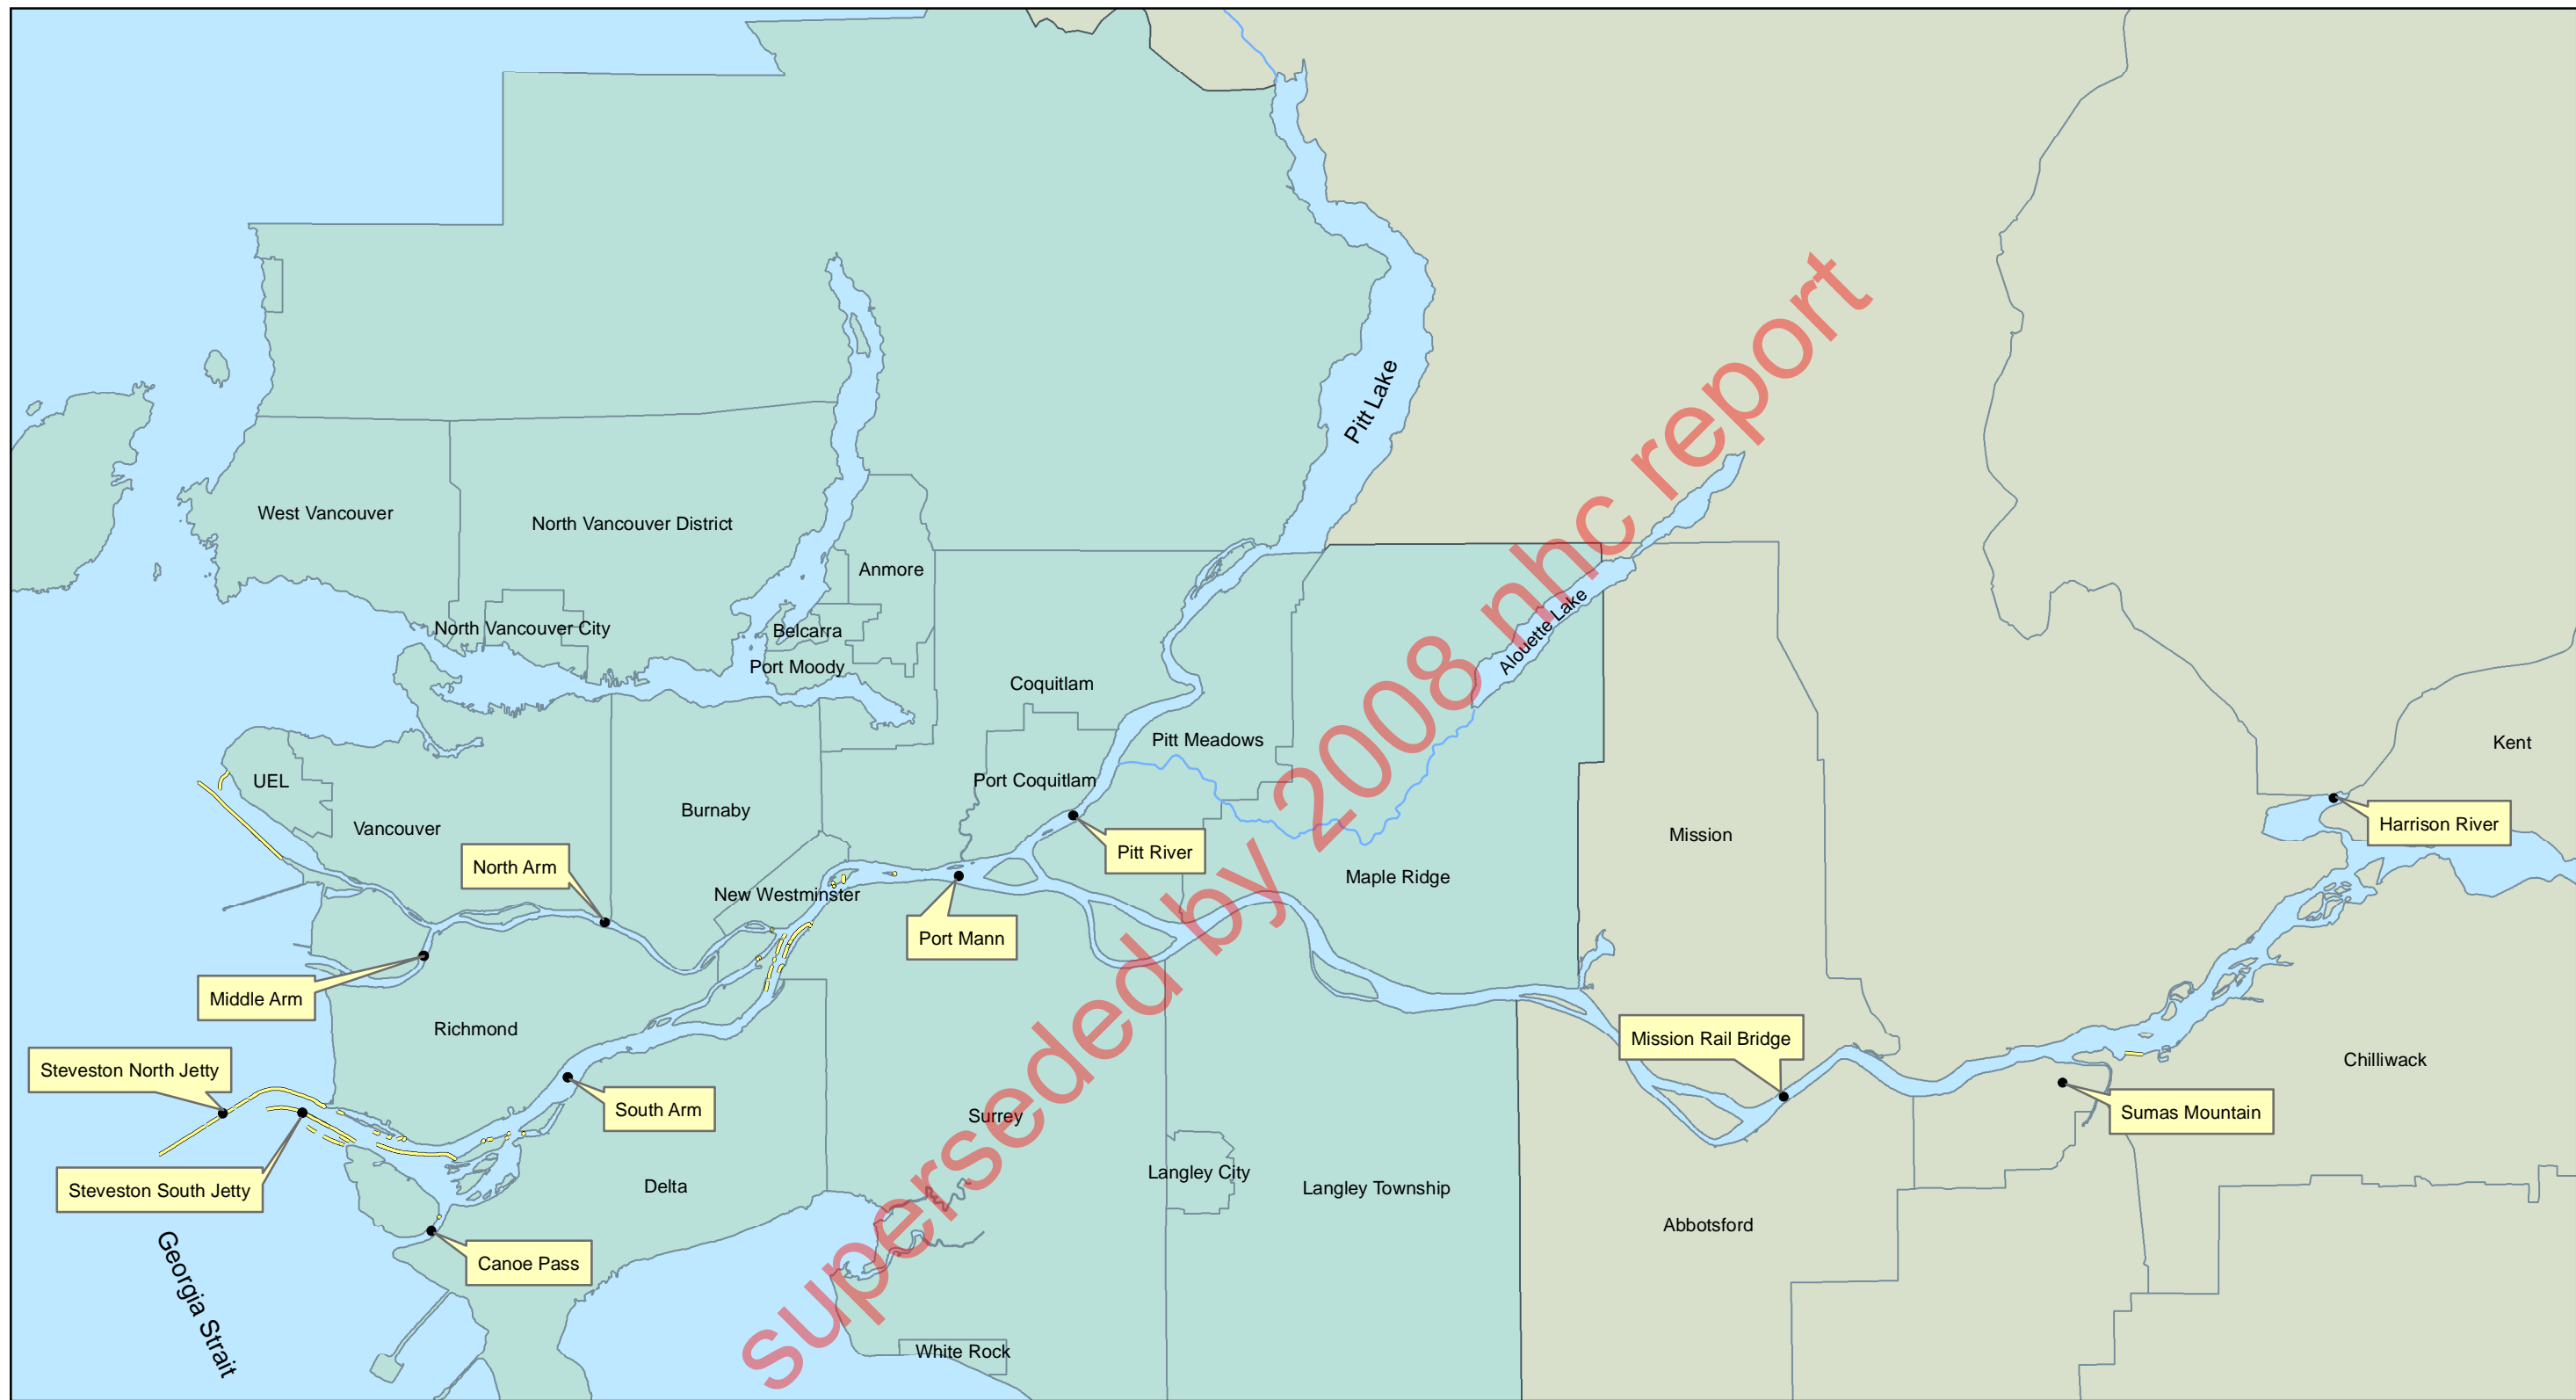 Pitt Lake
West Vancouver
North Vancouver District
Anmore
North Vancouver City
Belcarra
Alouette Lake
Port Moody
Coquitlam
Pitt Meadows
Kent
UEL
Port Coquitlam
Burnaby
Vancouver
Harrison River
Mission
North Arm
Pitt River
Maple Ridge
New Westminster
Port Mann
Middle Arm
Richmond
Mission Rail Bridge
Chilliwack
Steveston North Jetty
South Arm
Surrey
Sumas Mountain
Steveston South Jetty
Delta
Langley City
Langley Township
Abbotsford
Canoe Pass
Georgia Strait
White Rock
superseded by 2008 nhc report